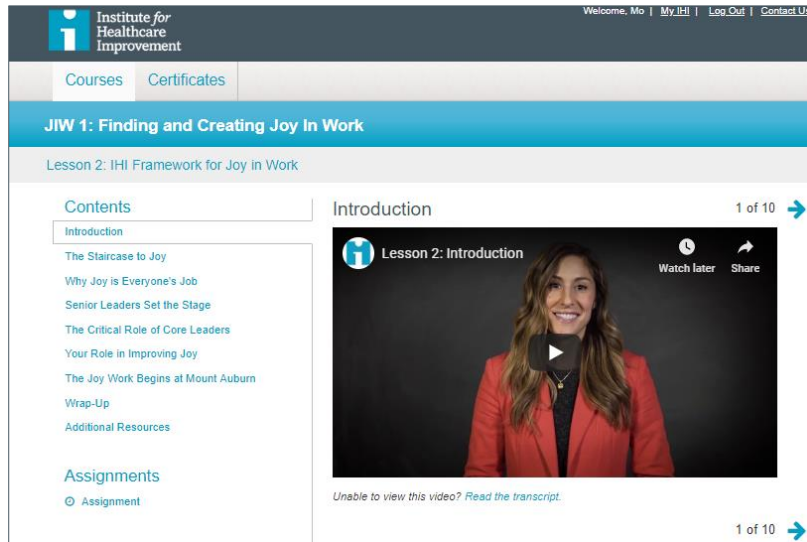 Institute for
Healthcare
Improvement
Welcome, Mo | My IHI | Log Out | Contact Us
Courses Certificates
JIW 1: Finding and Creating Joy In Work
Lesson 2: IHI Framework for Joy in Work
Contents
Introduction
The Staircase to Joy
Why Joy is Everyone's Job
Senior Leaders Set the Stage
The Critical Role of Core Leaders
Your Role in Improving Joy
The Joy Work Begins at Mount Auburn
Wrap-Up
Additional Resources
Assignments
Assignment
Introduction
1 of 10
Lesson 2: Introduction
Watch later Share
Unable to view this video? Read the transcript.
1 of 10